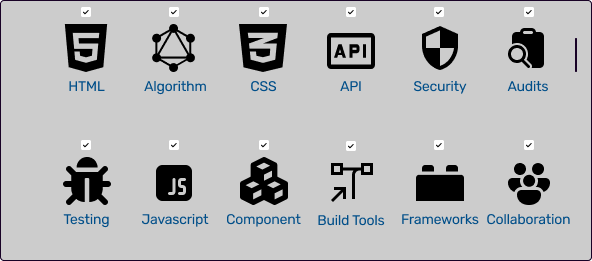 5
3
API
HTML
Algorithm
CSS
API
Security
Audits
JS
Testing
Javascript
Component
Build Tools
Frameworks
Collaboration